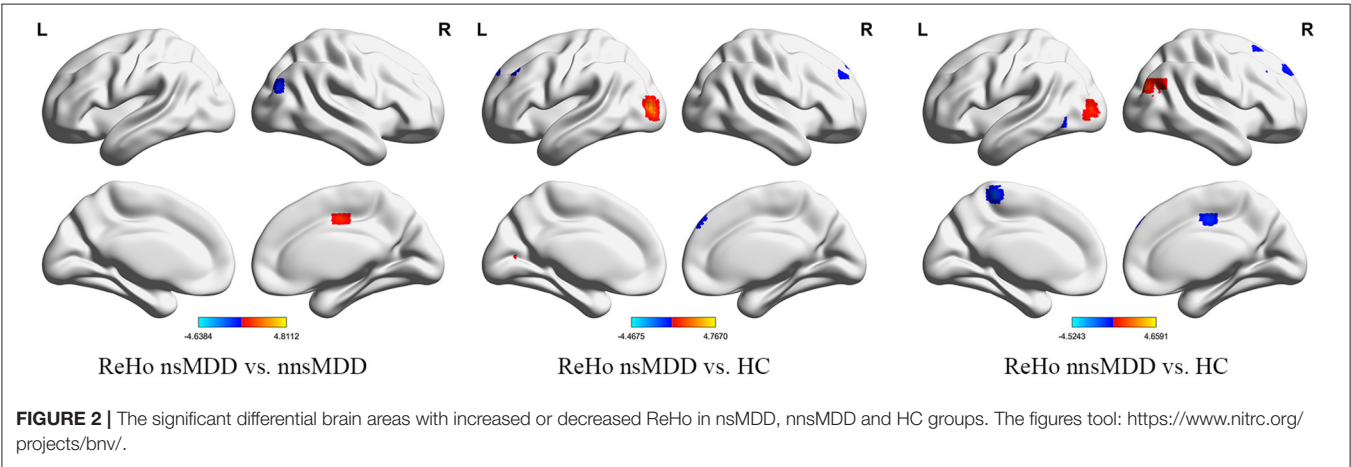 L R L R L R
-4.6384 4.8112 -4.4675 4.7670 -4.5243 4.6591
ReHo nsMDD vs. nnsMDD ReHo nsMDD vs. HC ReHo nnsMDD vs. HC
FIGURE 2 | The significant differential brain areas with increased or decreased ReHo in nsMDD, nnsMDD and HC groups. The figures tool: https://www.nitrc.org/
projects/bnv/.